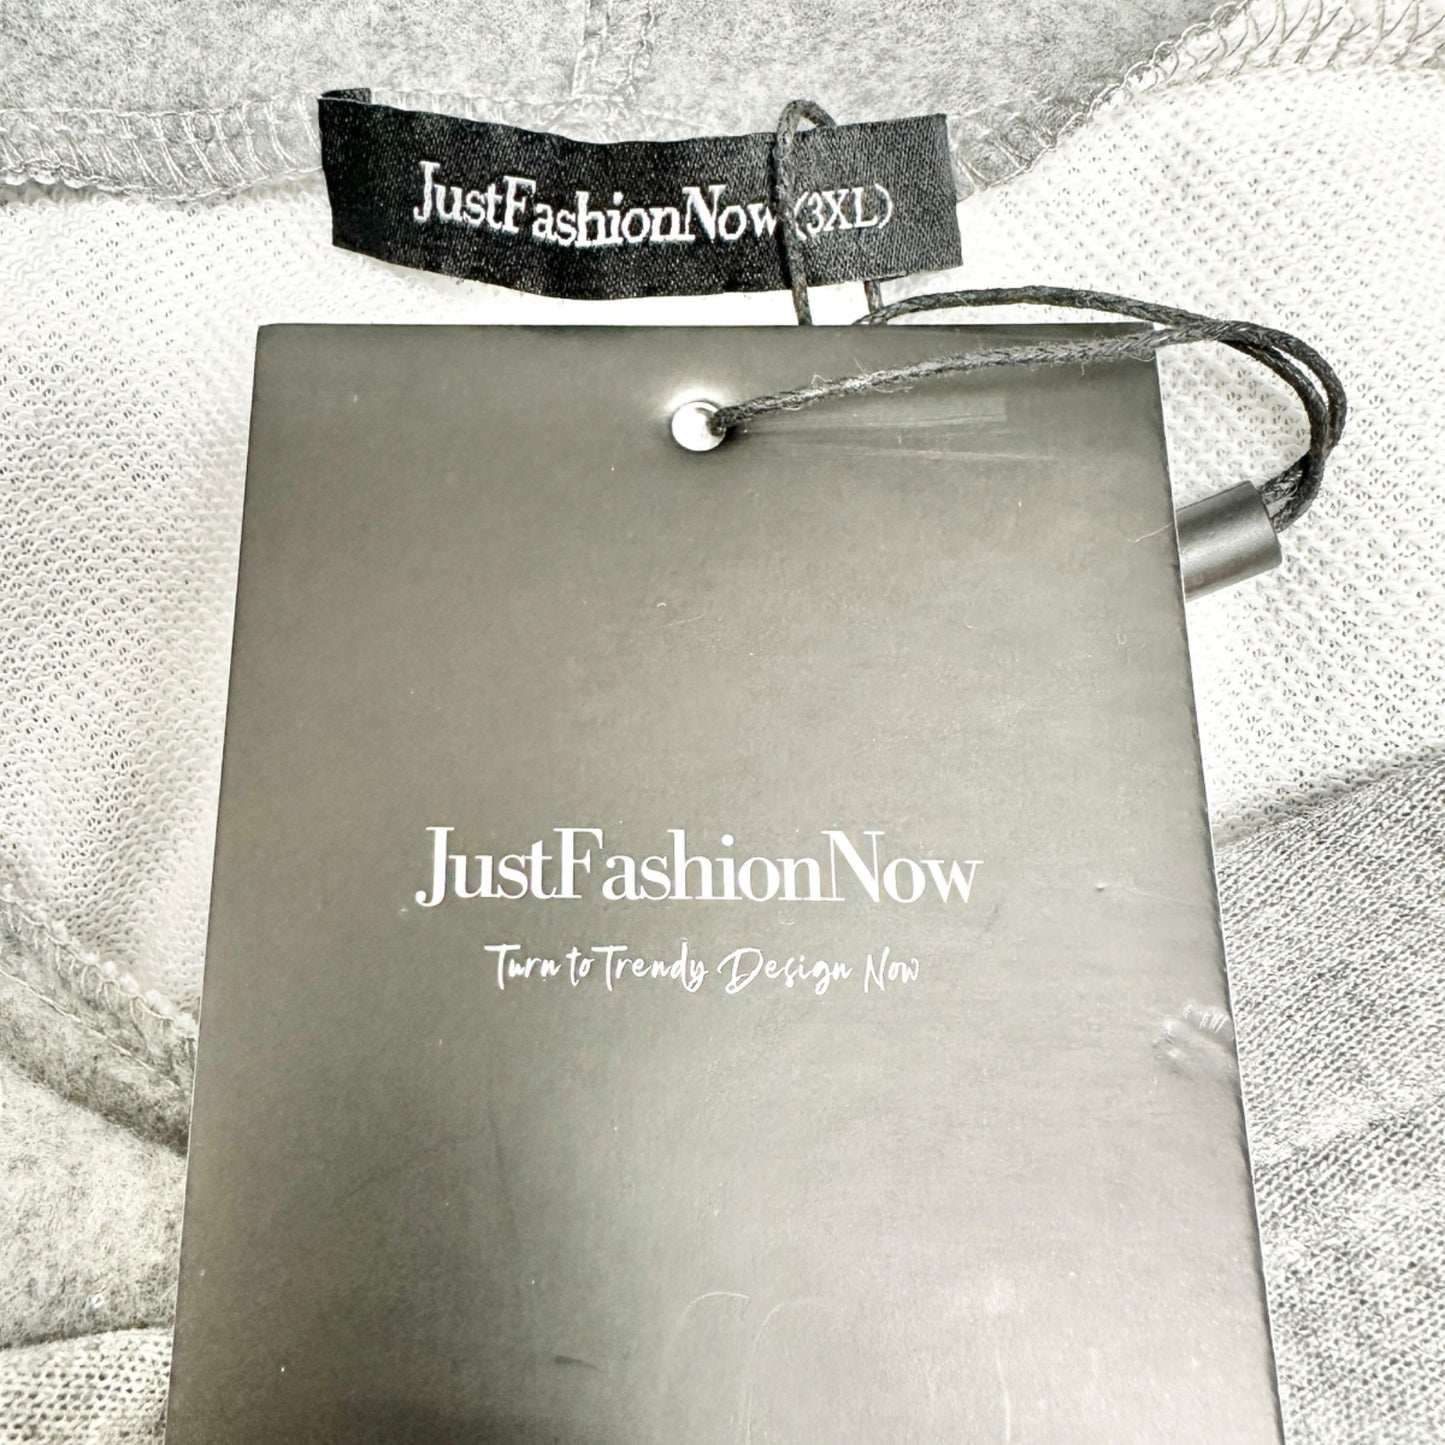 JustFashionNow (3XL)
JustFashionNow
Turn to Trendy Design Now